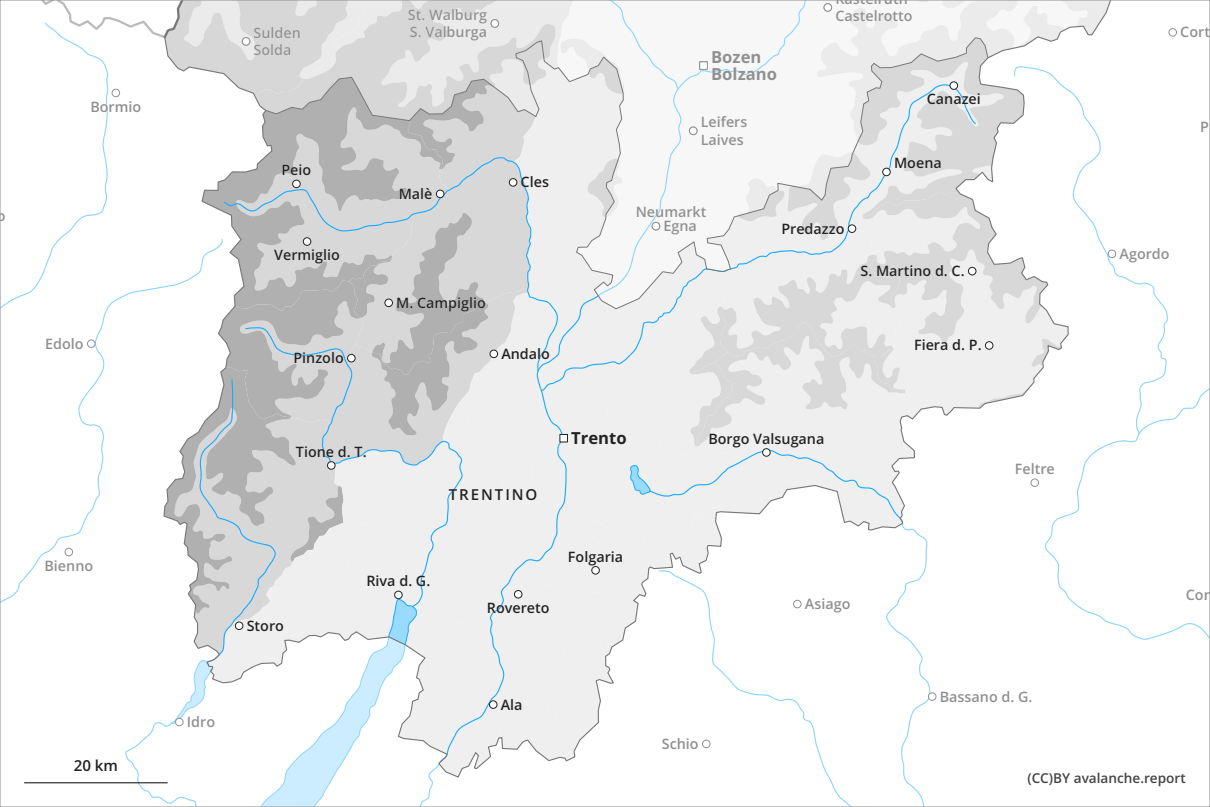 Kastelruth
Castelrotto
St. Walburg
S. Valburga
Sulden
Solda
Cort
Bozen
Bolzano
Bormio
Canazei
Leifers
Laives
P
Moena
Peio
Malè
Cles
Neumarkt
Egna
Predazzo
Vermiglio
Agordo
S. Martino d. C.
M. Campiglio
Edolo
Pinzolo
Andalo
Fiera d. P.
Trento
Borgo Valsugana
Tione d. T.
Feltre
TRENTINO
Folgaria
Bienno
Riva d. G.
Cor
Rovereto
Asiago
Storo
Bassano d. G.
Ala
Idro
Schio
20 km
(CC)BY avalanche.report